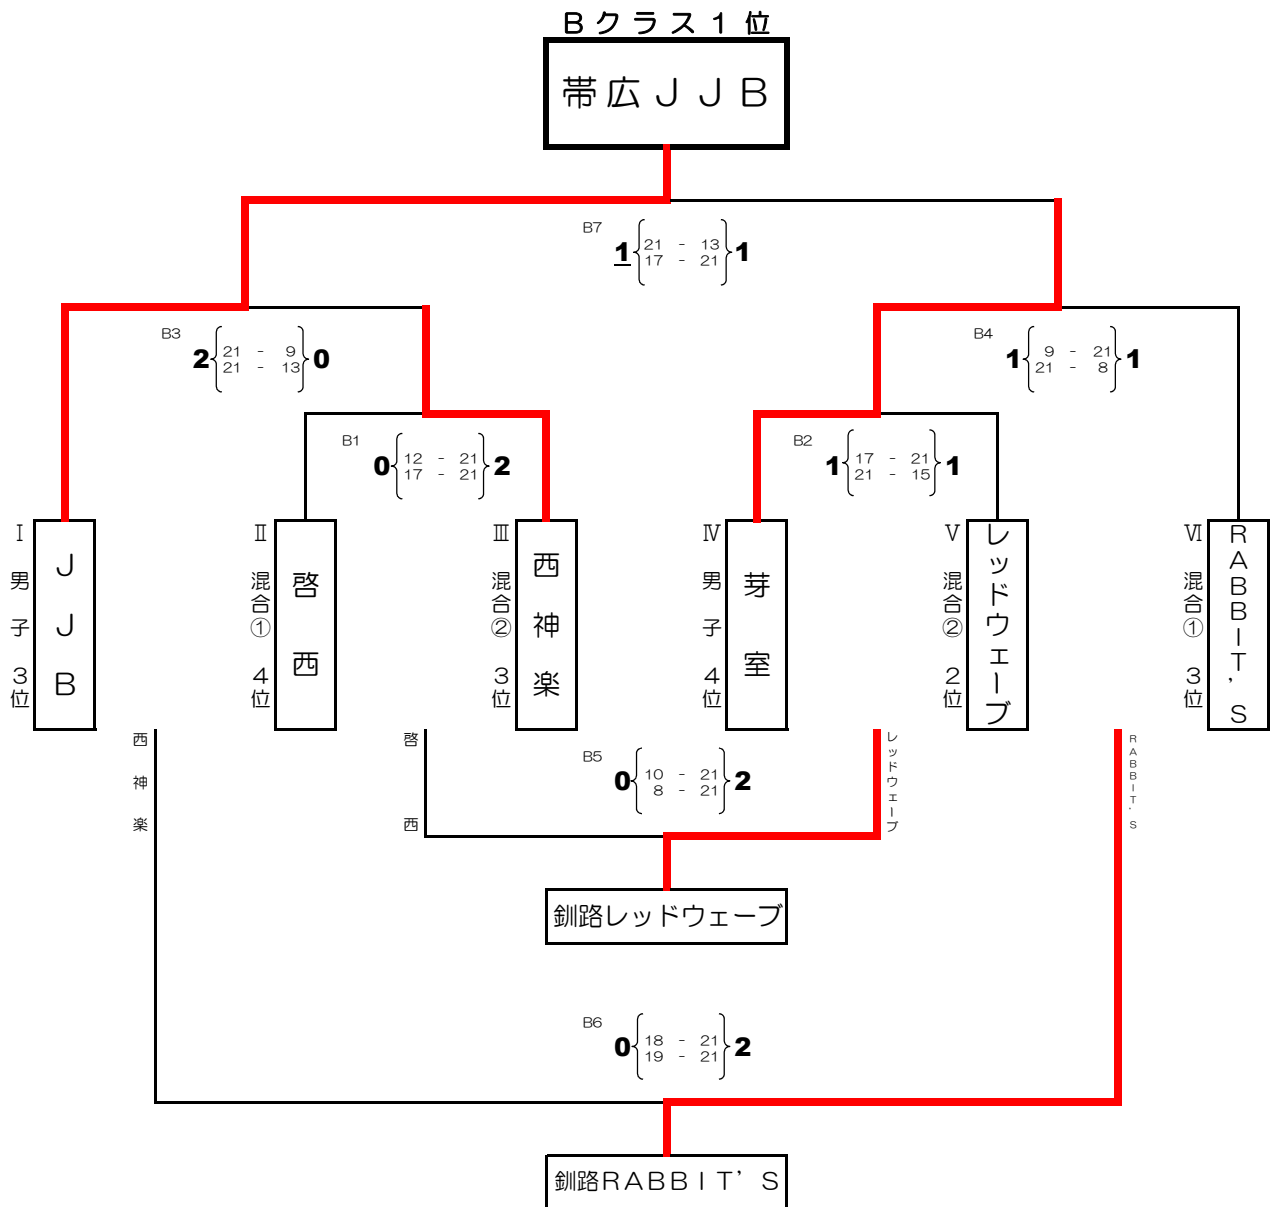 Bクラス1位
帯広JJB
B7
1{21 - 13}1
17 - 21
B3
2{21 - 9}0
21 - 13
B4
1{9 - 21}1
21 - 8
B1
0{12 - 21}2
17 - 21
B2
1{17 - 21}1
21 - 15
Ⅰ 男子 3位
JJB
Ⅱ 混合① 4位
啓西
Ⅲ 混合② 3位
西神楽
Ⅳ 男子 4位
芽室
Ⅴ 混合② 2位
レッドウェーブ
Ⅵ 混合① 3位
RABBIT'S
西神楽
啓西
B5
0{10 - 21}2
8 - 21
レッドウェーブ
RABBIT'S
釧路レッドウェーブ
B6
0{18 - 21}2
19 - 21
釧路RABBIT'S